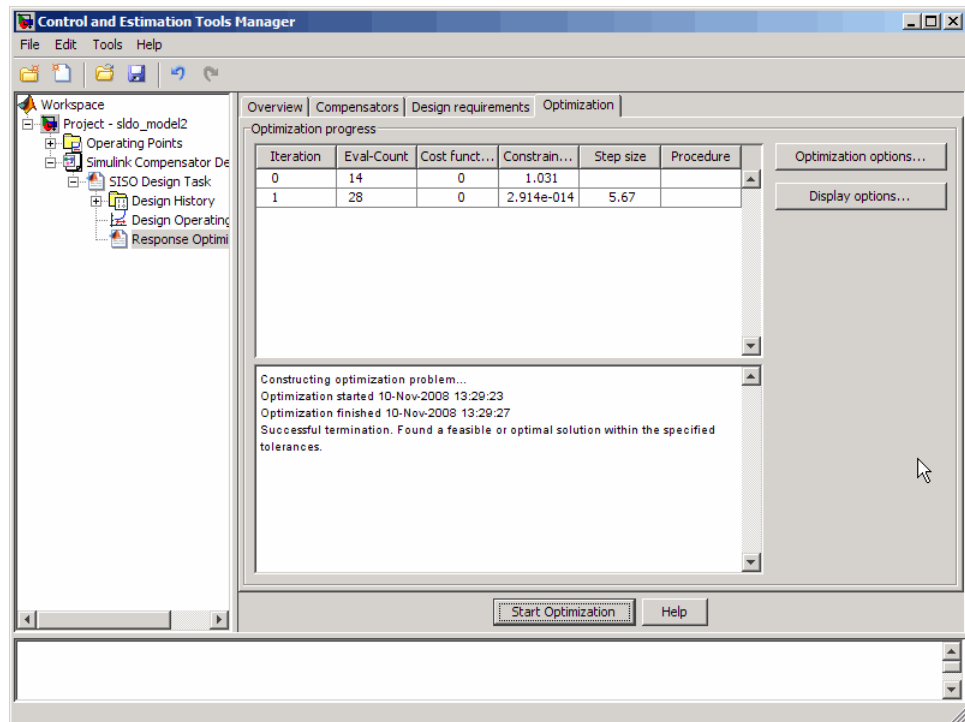 Control and Estimation Tools Manager
File Edit Tools Help
Workspace
Project - sldo_model2
Operating Points
Simulink Compensator De
SISO Design Task
Design History
Design Operating
Response Optimi
Overview Compensators Design requirements Optimization
Optimization progress
Iteration Eval-Count Cost funct... Constrain... Step size Procedure
0 14 0 1.031
1 28 0 2.914e-014 5.67
Optimization options...
Display options...
Constructing optimization problem...
Optimization started 10-Nov-2008 13:29:23
Optimization finished 10-Nov-2008 13:29:27
Successful termination. Found a feasible or optimal solution within the specified
tolerances.
Start Optimization Help